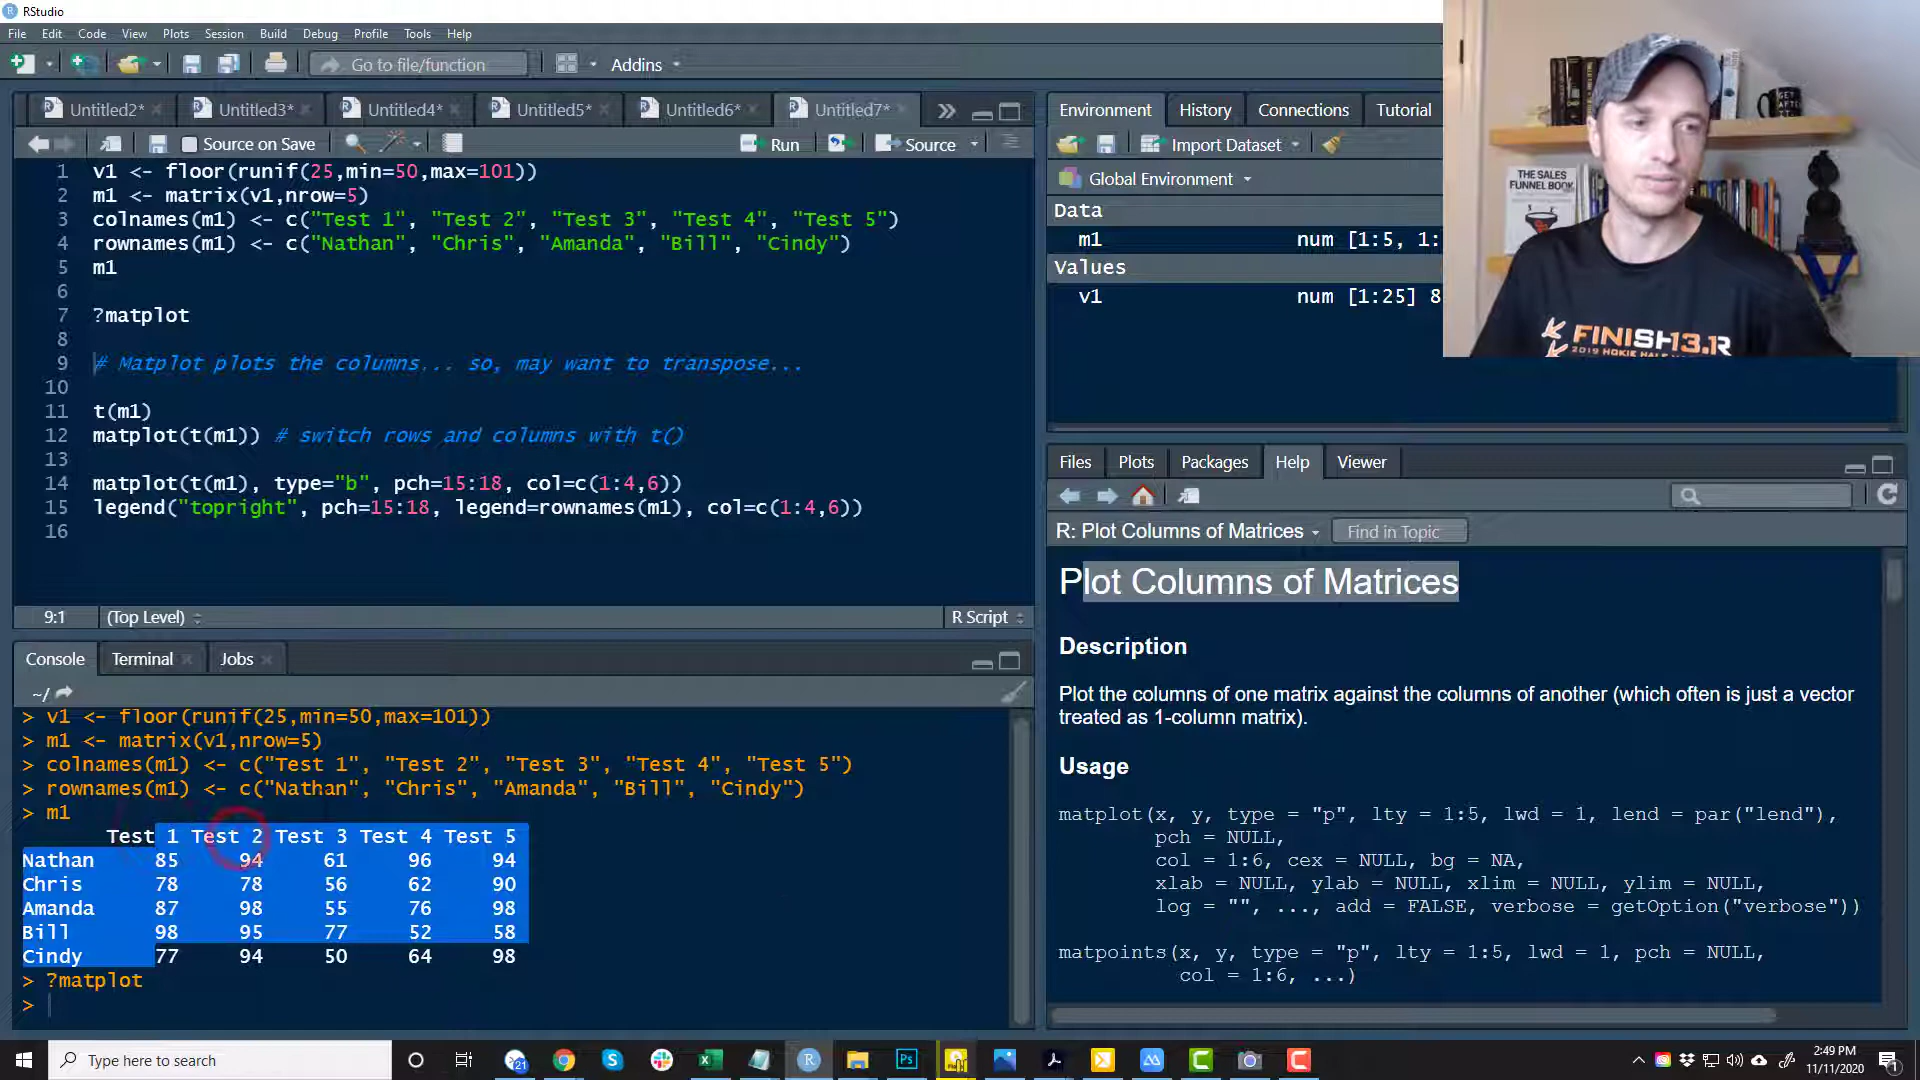 RStudio
File Edit Code View Plots Session Build Debug Profile Tools Help
Go to file/function Addins
Untitled2* Untitled3* Untitled4* Untitled5* Untitled6* Untitled7*
Source on Save Run Source
1 v1 <- floor(runif(25,min=50,max=101))
2 m1 <- matrix(v1,nrow=5)
3 colnames(m1) <- c("Test 1", "Test 2", "Test 3", "Test 4", "Test 5")
4 rownames(m1) <- c("Nathan", "Chris", "Amanda", "Bill", "Cindy")
5 m1
6
7 ?matplot
8
9 # Matplot plots the columns... so, may want to transpose...
10
11 t(m1)
12 matplot(t(m1)) # switch rows and columns with t()
13
14 matplot(t(m1), type="b", pch=15:18, col=c(1:4,6))
15 legend("topright", pch=15:18, legend=rownames(m1), col=c(1:4,6))
16
9:1 (Top Level) R Script
Console Terminal Jobs
~/
> v1 <- floor(runif(25,min=50,max=101))
> m1 <- matrix(v1,nrow=5)
> colnames(m1) <- c("Test 1", "Test 2", "Test 3", "Test 4", "Test 5")
> rownames(m1) <- c("Nathan", "Chris", "Amanda", "Bill", "Cindy")
> m1
Test 1 Test 2 Test 3 Test 4 Test 5
Nathan 85 94 61 96 94
Chris 78 78 56 62 90
Amanda 87 98 55 76 98
Bill 98 95 77 52 58
Cindy 77 94 50 64 98
> ?matplot
>
Environment History Connections Tutorial
Import Dataset
Global Environment
Data
m1 num [1:5, 1:
Values
v1 num [1:25] 8
Files Plots Packages Help Viewer
R: Plot Columns of Matrices Find in Topic
Plot Columns of Matrices
Description
Plot the columns of one matrix against the columns of another (which often is just a vector
treated as 1-column matrix).
Usage
matplot(x, y, type = "p", lty = 1:5, lwd = 1, lend = par("lend"),
pch = NULL,
col = 1:6, cex = NULL, bg = NA,
xlab = NULL, ylab = NULL, xlim = NULL, ylim = NULL,
log = "", ..., add = FALSE, verbose = getOption("verbose"))
matpoints(x, y, type = "p", lty = 1:5, lwd = 1, pch = NULL,
col = 1:6, ...)
THE SALES
FUNNEL BOOK
GET
AFTER
FINISH13.1R
2019 HOKIE HALF
Type here to search
21
Ps
2:49 PM
11/11/2020
1